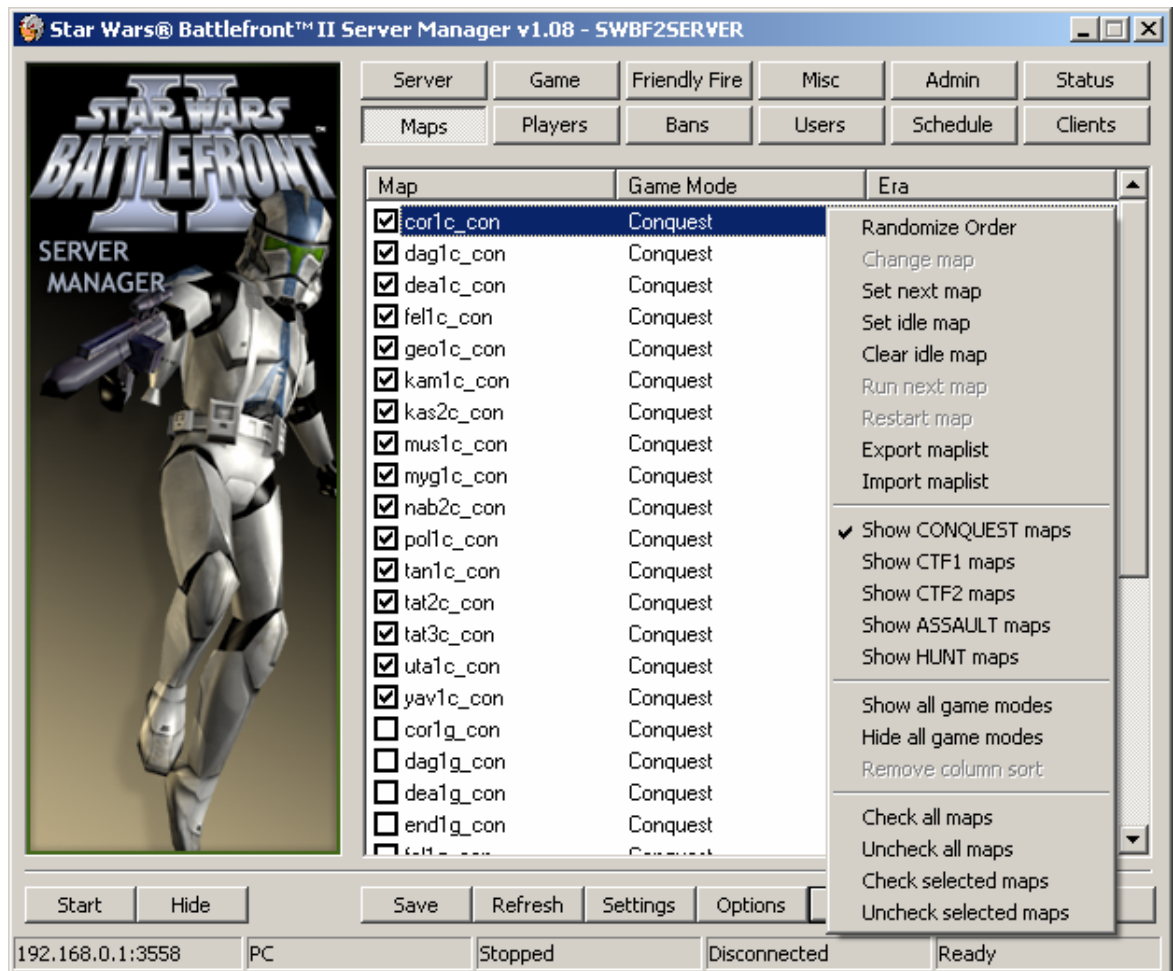 Star Wars® Battlefront™ II Server Manager v1.08 - SWBF2SERVER
II
STAR WARS
BATTLEFRONT™
SERVER
MANAGER
Server Game Friendly Fire Misc Admin Status
Maps Players Bans Users Schedule Clients
Map Game Mode Era
cor1c_con Conquest
dag1c_con Conquest
dea1c_con Conquest
fel1c_con Conquest
geo1c_con Conquest
kam1c_con Conquest
kas2c_con Conquest
mus1c_con Conquest
myg1c_con Conquest
nab2c_con Conquest
pol1c_con Conquest
tan1c_con Conquest
tat2c_con Conquest
tat3c_con Conquest
uta1c_con Conquest
yav1c_con Conquest
cor1g_con Conquest
dag1g_con Conquest
dea1g_con Conquest
end1g_con Conquest
Randomize Order
Change map
Set next map
Set idle map
Clear idle map
Run next map
Restart map
Export maplist
Import maplist
Show CONQUEST maps
Show CTF1 maps
Show CTF2 maps
Show ASSAULT maps
Show HUNT maps
Show all game modes
Hide all game modes
Remove column sort
Check all maps
Uncheck all maps
Check selected maps
Uncheck selected maps
Start Hide Save Refresh Settings Options
192.168.0.1:3558 PC Stopped Disconnected Ready